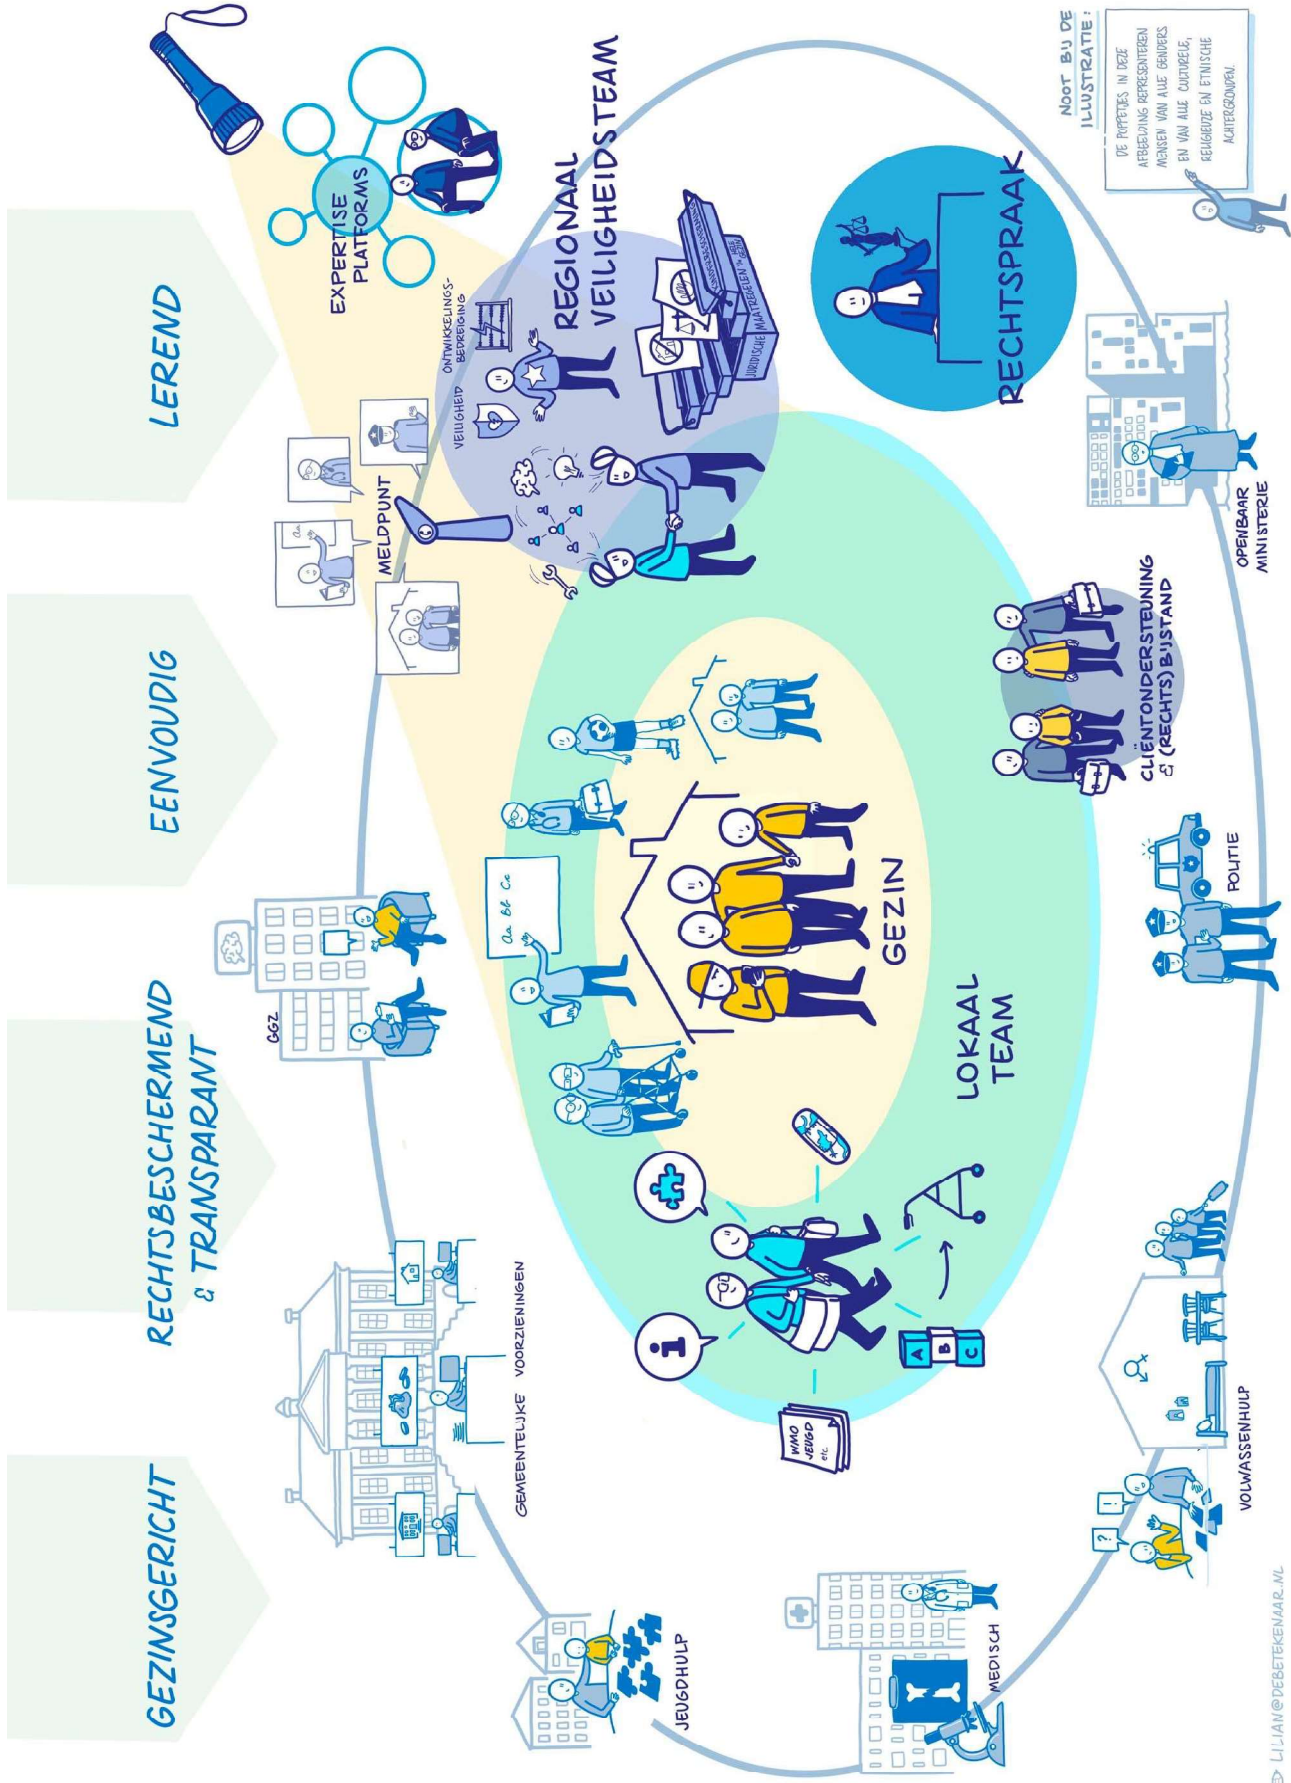 GEZINSGERICHT
RECHTSBESCHERMEND
& TRANSPARANT
EENVOUDIG
LEREND
EXPERTISE
PLATFORMS
MELDPUNT
GGZ
GEMEENTELIJKE VOORZIENINGEN
JEUGDHULP
VEILIGHEID
ONTWIKKELINGS-
BEDREIGING
REGIONAAL
VEILIGHEIDSTEAM
JURIDISCHE MAATREGELEN
Aa Bb Cc
i
WMO
JEUGD
etc.
A
B
C
GEZIN
LOKAAL
TEAM
RECHTSPRAAK
CLIËNTONDERSTEUNING
& (RECHTS)BIJSTAND
MEDISCH
?
!
VOLWASSENHULP
POLITIE
OPENBAAR
MINISTERIE
NOOT BIJ DE
ILLUSTRATIE:
DE POPPETJES IN DEZE
AFBEELDING REPRESENTEREN
MENSEN VAN ALLE GENDERS
EN VAN ALLE CULTURELE,
RELIGIEUZE EN ETNISCHE
ACHTERGRONDEN.
LILIAN@DEBETEKENAAR.NL